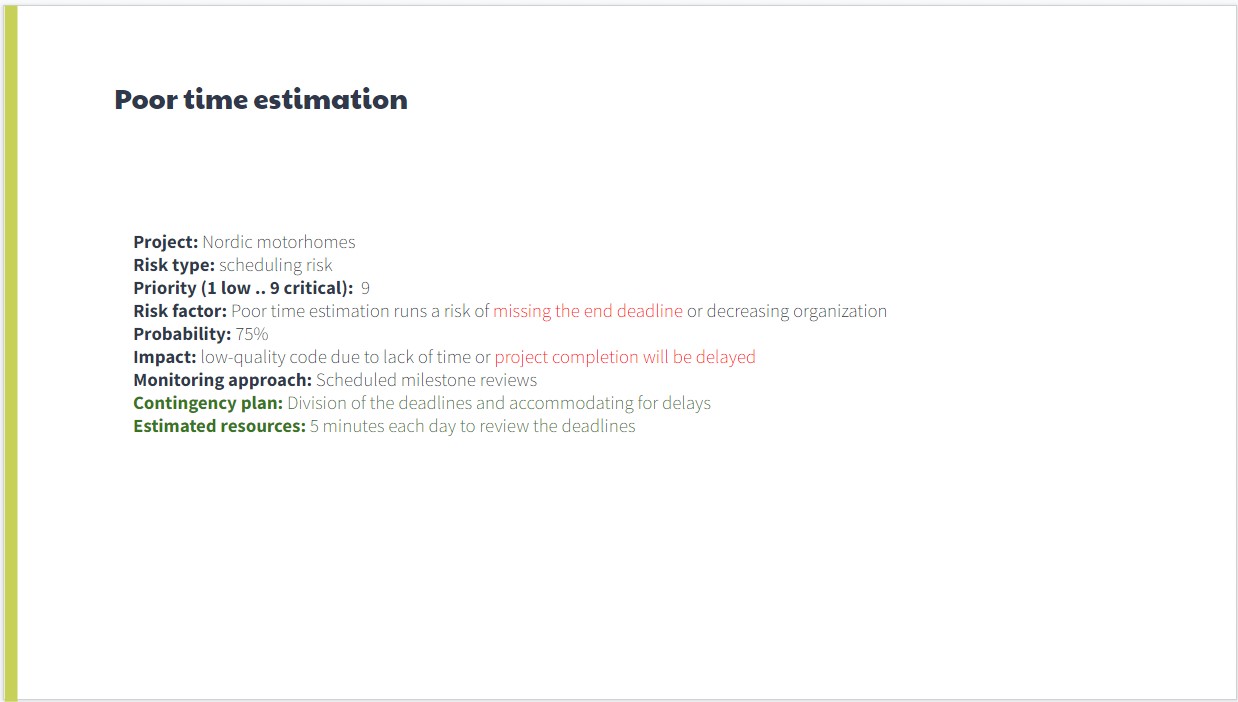 Poor time estimation
Project: Nordic motorhomes
Risk type: scheduling risk
Priority (1 low .. 9 critical):  9
Risk factor: Poor time estimation runs a risk of missing the end deadline or decreasing organization
Probability: 75%
Impact: low-quality code due to lack of time or project completion will be delayed
Monitoring approach: Scheduled milestone reviews
Contingency plan: Division of the deadlines and accommodating for delays
Estimated resources: 5 minutes each day to review the deadlines